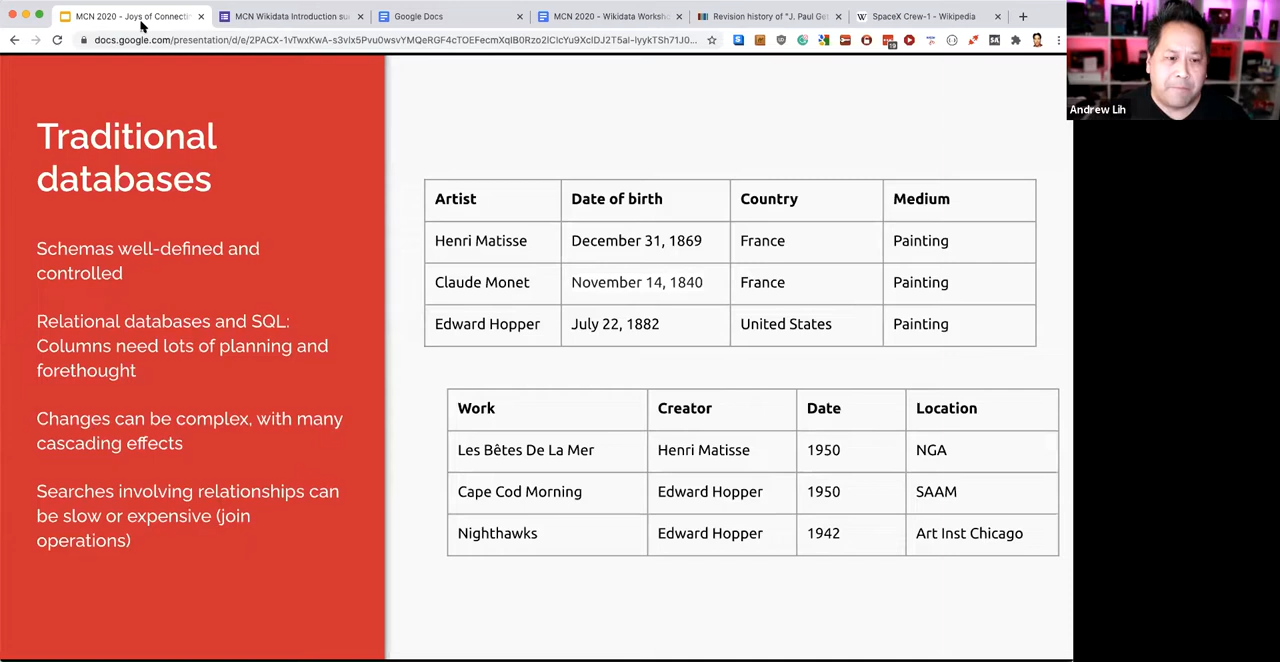 MCN 2020 - Joys of Connecti
MCN Wikidata Introduction su
Google Docs
MCN 2020 - Wikidata Worksh
Revision history of "J. Paul Get
SpaceX Crew-1 - Wikipedia
Andrew Lih
Traditional
databases
Schemas well-defined and
controlled
Relational databases and SQL:
Columns need lots of planning and
forethought
Changes can be complex, with many
cascading effects
Searches involving relationships can
be slow or expensive (join
operations)
Artist Date of birth Country Medium
Henri Matisse December 31, 1869 France Painting
Claude Monet November 14, 1840 France Painting
Edward Hopper July 22, 1882 United States Painting
Work Creator Date Location
Les Bêtes De La Mer Henri Matisse 1950 NGA
Cape Cod Morning Edward Hopper 1950 SAAM
Nighthawks Edward Hopper 1942 Art Inst Chicago